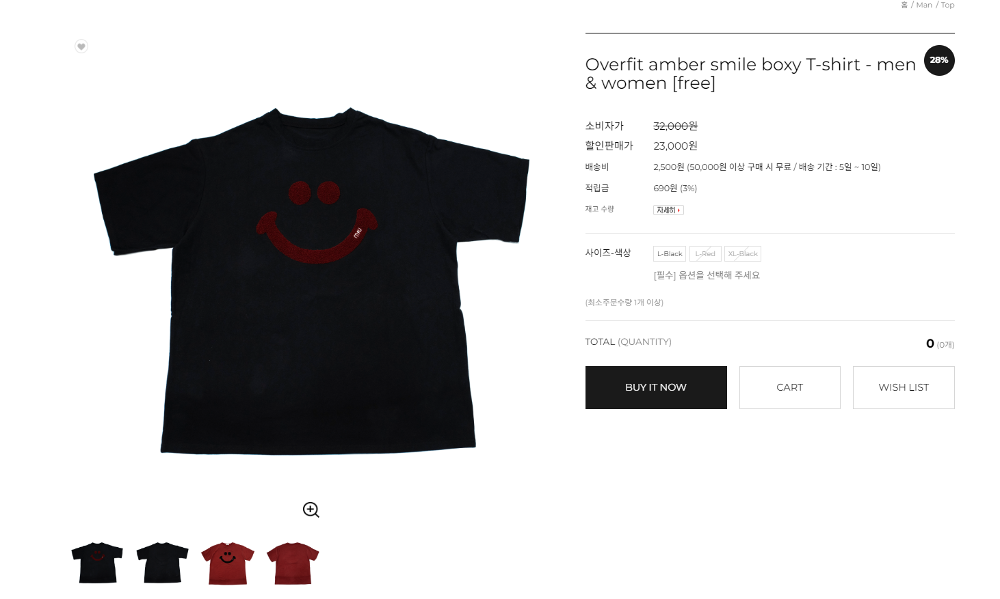 홈 / Man / Top
Overfit amber smile boxy T-shirt - men
& women [free]
28%
소비자가 32,000원
할인판매가 23,000원
배송비 2,500원 (50,000원 이상 구매 시 무료 / 배송 기간 : 5일 ~ 10일)
적립금 690원 (3%)
재고 수량 자세히
사이즈-색상 L-Black L-Red XL-Black
[필수] 옵션을 선택해 주세요
(최소주문수량 1개 이상)
TOTAL (QUANTITY) 0 (0개)
BUY IT NOW CART WISH LIST